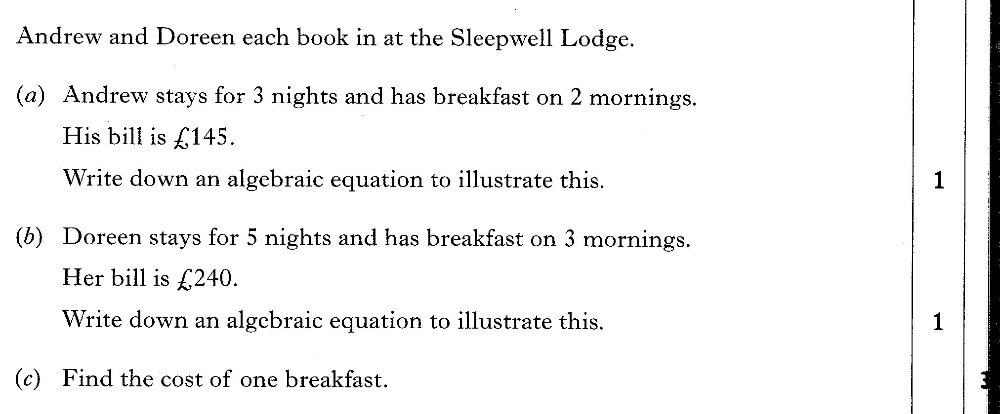 Andrew and Doreen each book in at the Sleepwell Lodge.
(a) Andrew stays for 3 nights and has breakfast on 2 mornings.
His bill is £145.
Write down an algebraic equation to illustrate this. 1
(b) Doreen stays for 5 nights and has breakfast on 3 mornings.
Her bill is £240.
Write down an algebraic equation to illustrate this. 1
(c) Find the cost of one breakfast.